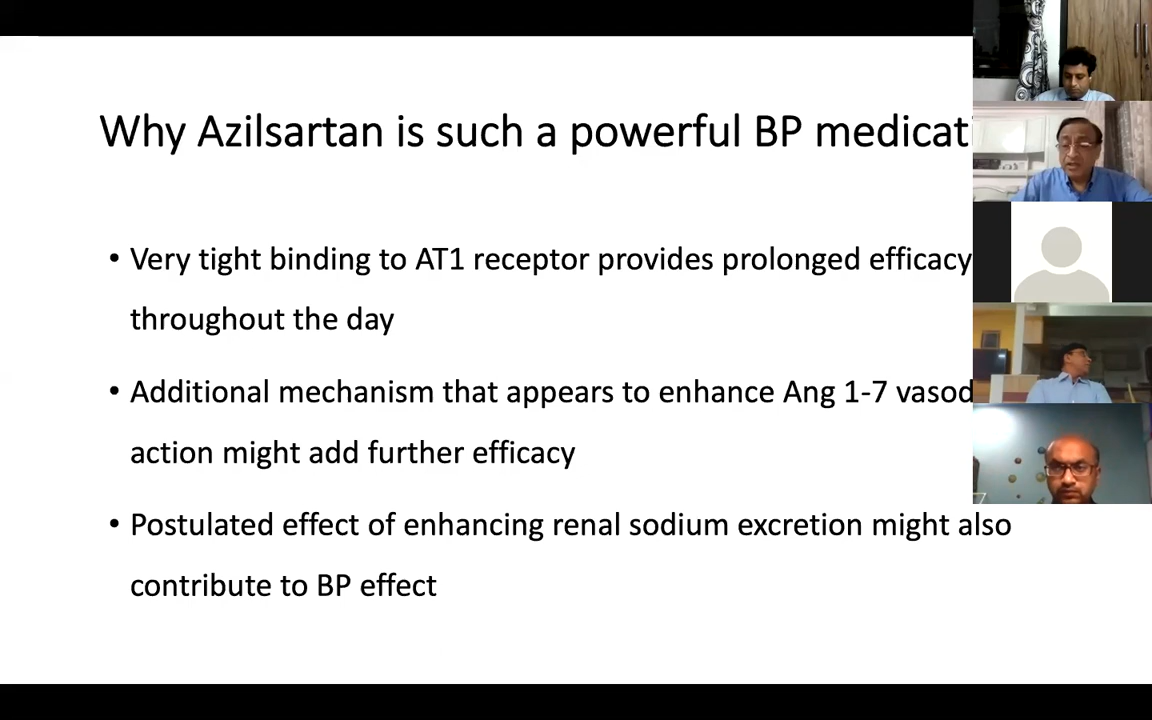 Why Azilsartan is such a powerful BP medicat
• Very tight binding to AT1 receptor provides prolonged efficacy
throughout the day
• Additional mechanism that appears to enhance Ang 1-7 vasod
action might add further efficacy
• Postulated effect of enhancing renal sodium excretion might also
contribute to BP effect